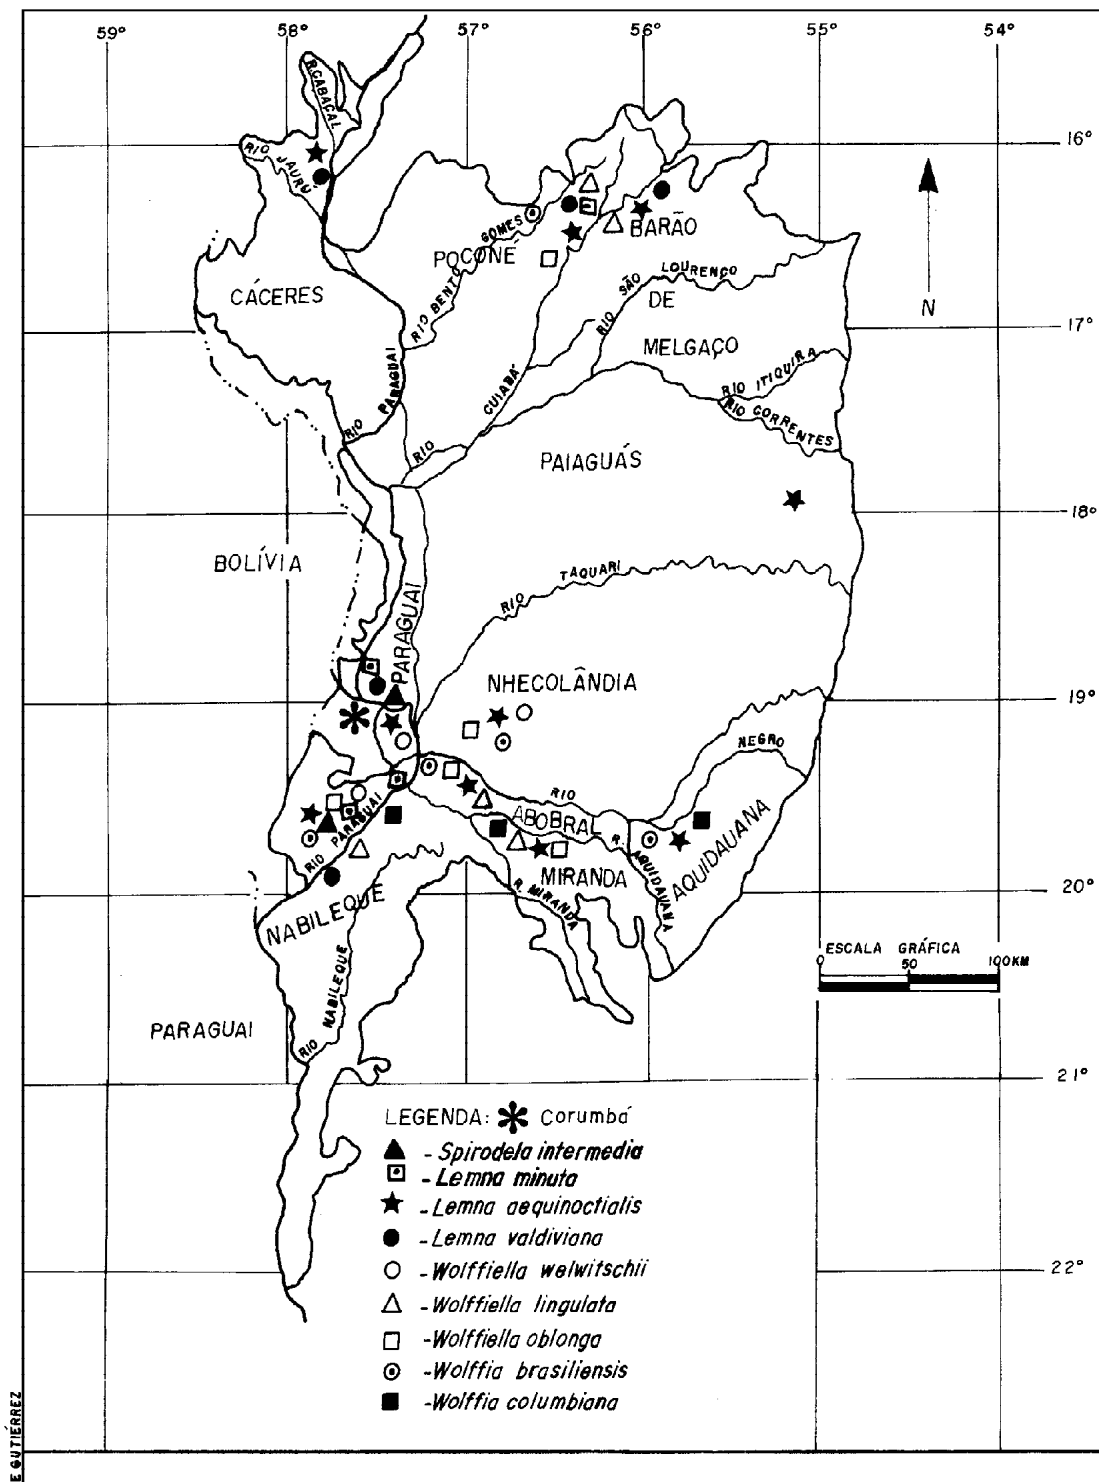 59° 58° 57° 56° 55° 54°
R. CABAÇAL
16°
RIO JAURÚ
GOMES
BARÃO
POCONÉ
RIO BENTO
SÃO LOURENÇO
CÁCERES
DE
RIO
N
17°
MELGAÇO
PARAGUAI
CUIABÁ
RIO ITIQUIRA
RIO CORRENTES
RIO
RIO
PAIAGUÁS
18°
BOLÍVIA
TAQUARI
RIO
PARAGUAI
NHECOLÂNDIA
19°
NEGRO
RIO
ABOBRAL
RIO PARAGUAI
R. AQUIDAUANA
AQUIDAUANA
MIRANDA
R. MIRANDA
20°
NABILEQUE
ESCALA GRÁFICA
0 50 100KM
RIO NABILEQUE
PARAGUAI
21°
LEGENDA: Corumbá
- Spirodela intermedia
- Lemna minuta
- Lemna aequinoctialis
- Lemna valdiviana
- Wolffiella welwitschii
- Wolffiella lingulata
- Wolffiella oblonga
- Wolffia brasiliensis
- Wolffia columbiana
22°
E GUTIÉRREZ